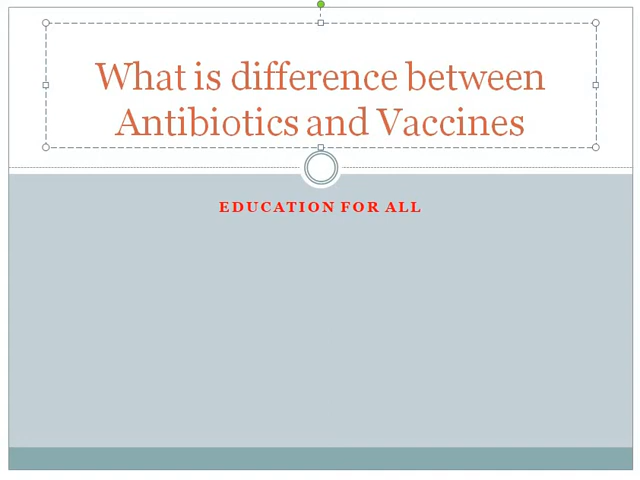 What is difference between
Antibiotics and Vaccines
EDUCATION FOR ALL